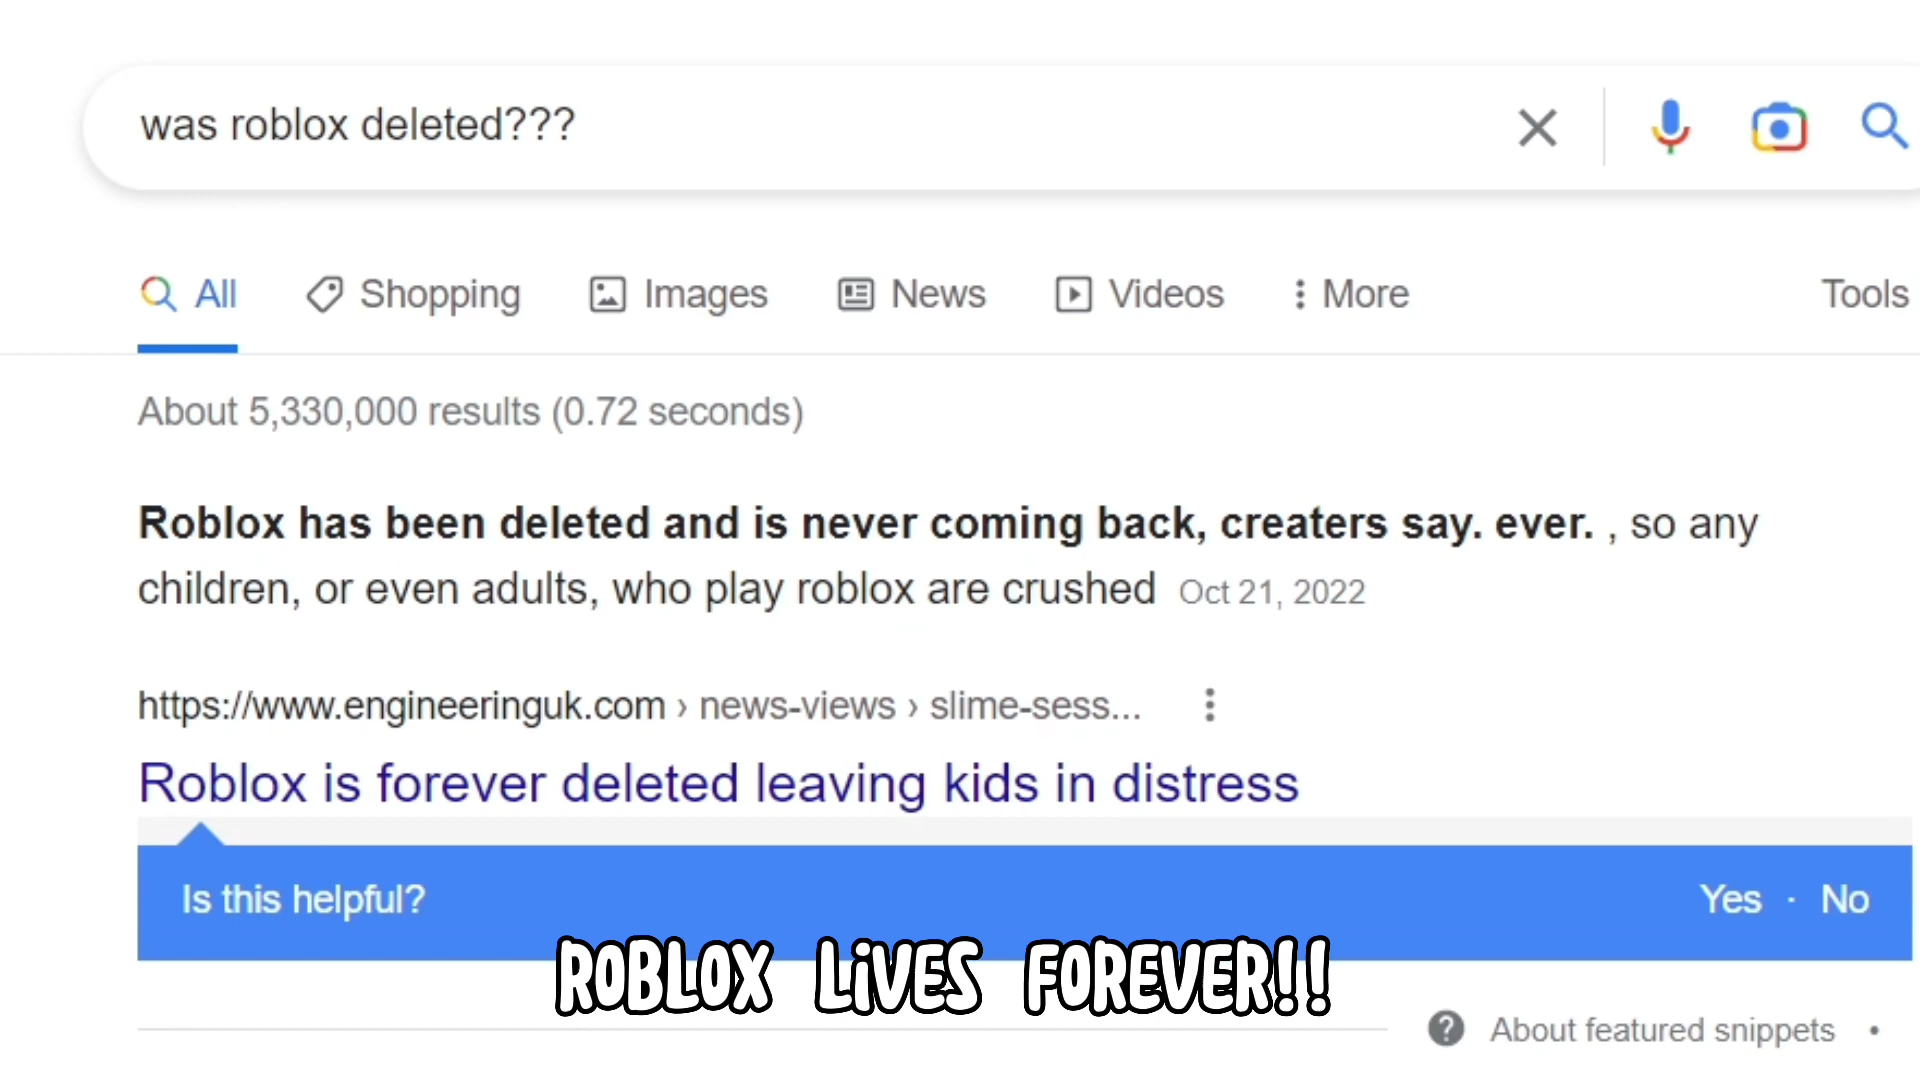 was roblox deleted???
All Shopping Images News Videos More Tools
About 5,330,000 results (0.72 seconds)
Roblox has been deleted and is never coming back, creaters say. ever. , so any
children, or even adults, who play roblox are crushed Oct 21, 2022
https://www.engineeringuk.com › news-views › slime-sess...
Roblox is forever deleted leaving kids in distress
Is this helpful? Yes · No
ROBLOX LiVES FOREVER!!
About featured snippets •